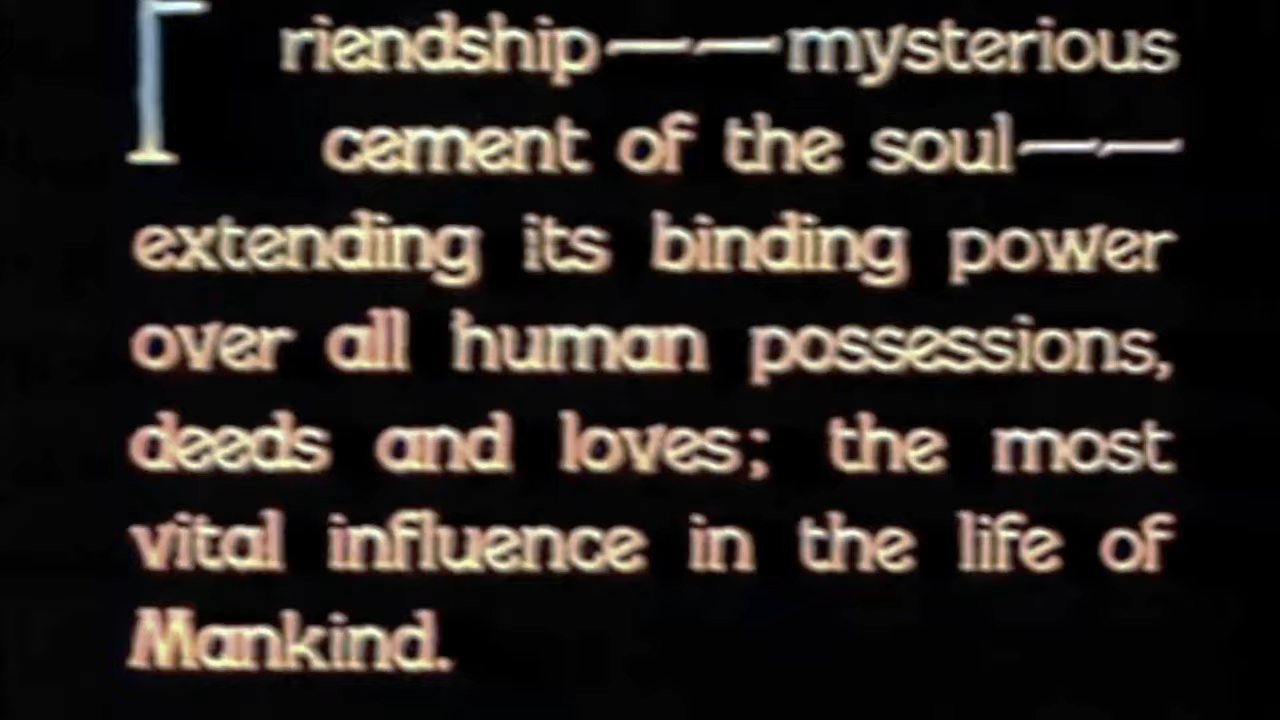 Friendship——mysterious
cement of the soul——
extending its binding power
over all human possessions,
deeds and loves; the most
vital influence in the life of
Mankind.